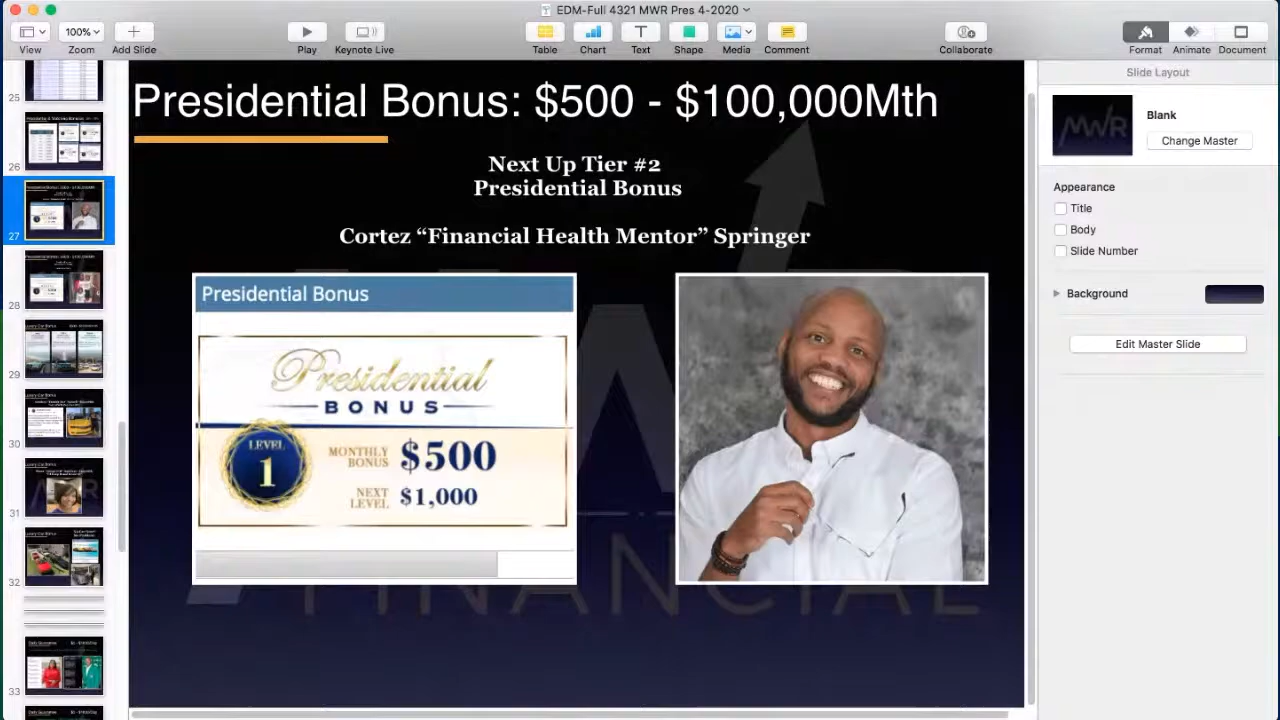 EDM-Full 4321 MWR Pres 4-2020
100%
View
Zoom
Add Slide
Play
Keynote Live
Table
Chart
Text
Shape
Media
Comment
Collaborate
Format
Animate
Document
25
26
27
28
29
30
31
32
33
Presidential Bonus: $500 - $100,000Mth
Next Up Tier #2
Presidential Bonus
Cortez “Financial Health Mentor” Springer
Presidential Bonus
Presidential
BONUS
LEVEL
1
MONTHLY
BONUS
$500
NEXT
LEVEL
$1,000
FINANCIAL
Slide Layout
MWR
Blank
Change Master
Appearance
Title
Body
Slide Number
Background
Edit Master Slide